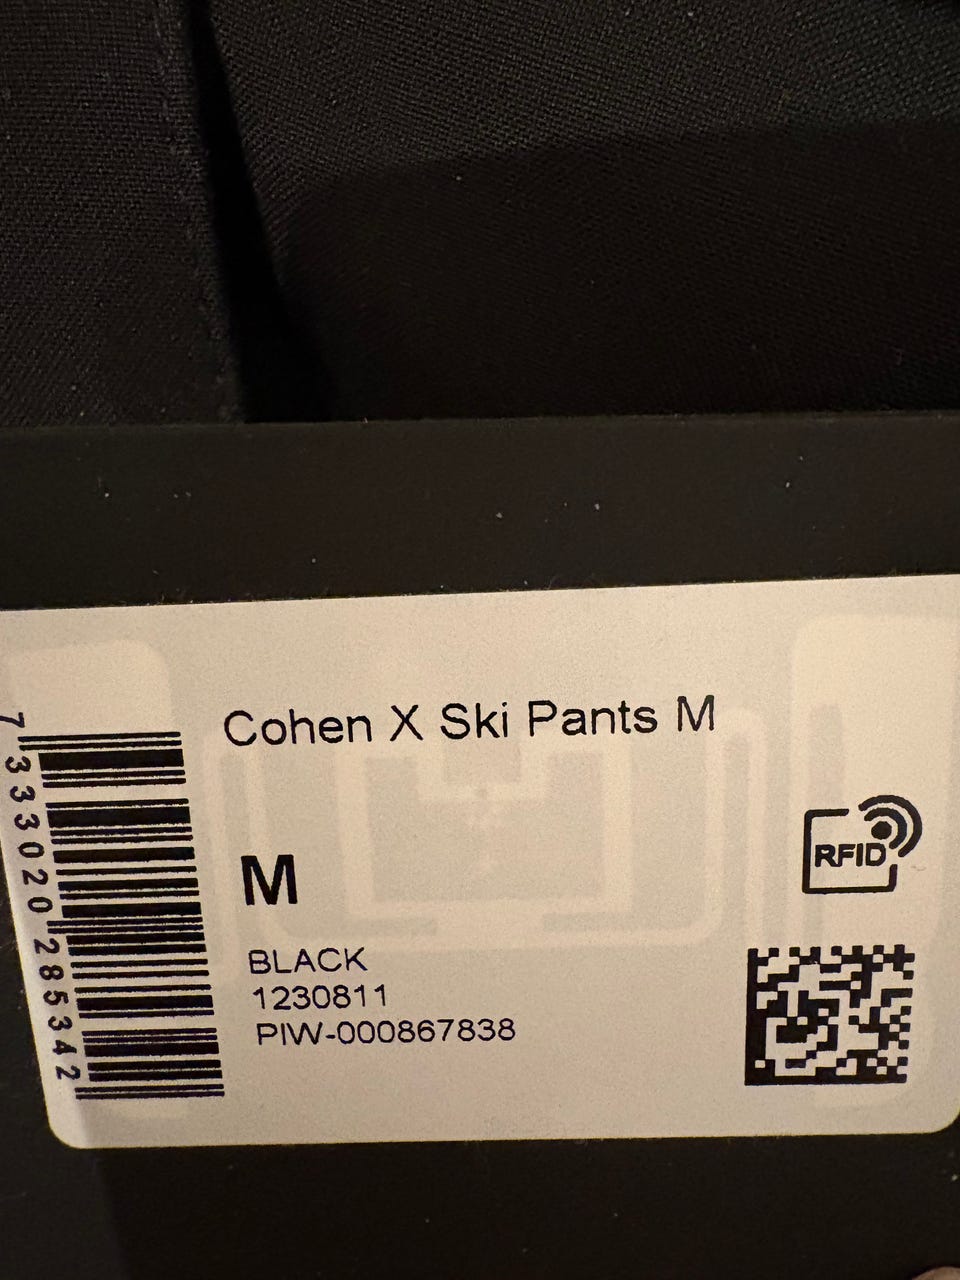 Cohen X Ski Pants M
M
RFID
BLACK
1230811
PIW-000867838
7333020285342